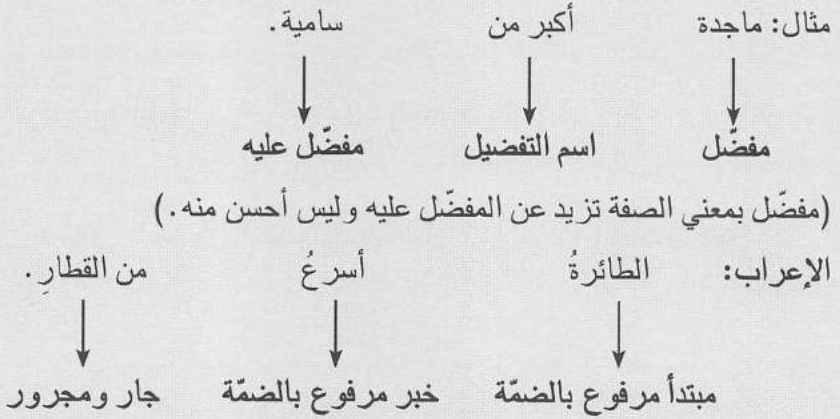 مثال: ماجدة أكبر من سامية.
مفضّل اسم التفضيل مفضّل عليه
(مفضّل بمعني الصفة تزيد عن المفضّل عليه وليس أحسن منه.)
الإعراب: الطائرةُ أسرعُ من القطارِ.
مبتدأ مرفوع بالضمّة خبر مرفوع بالضمّة جار ومجرور